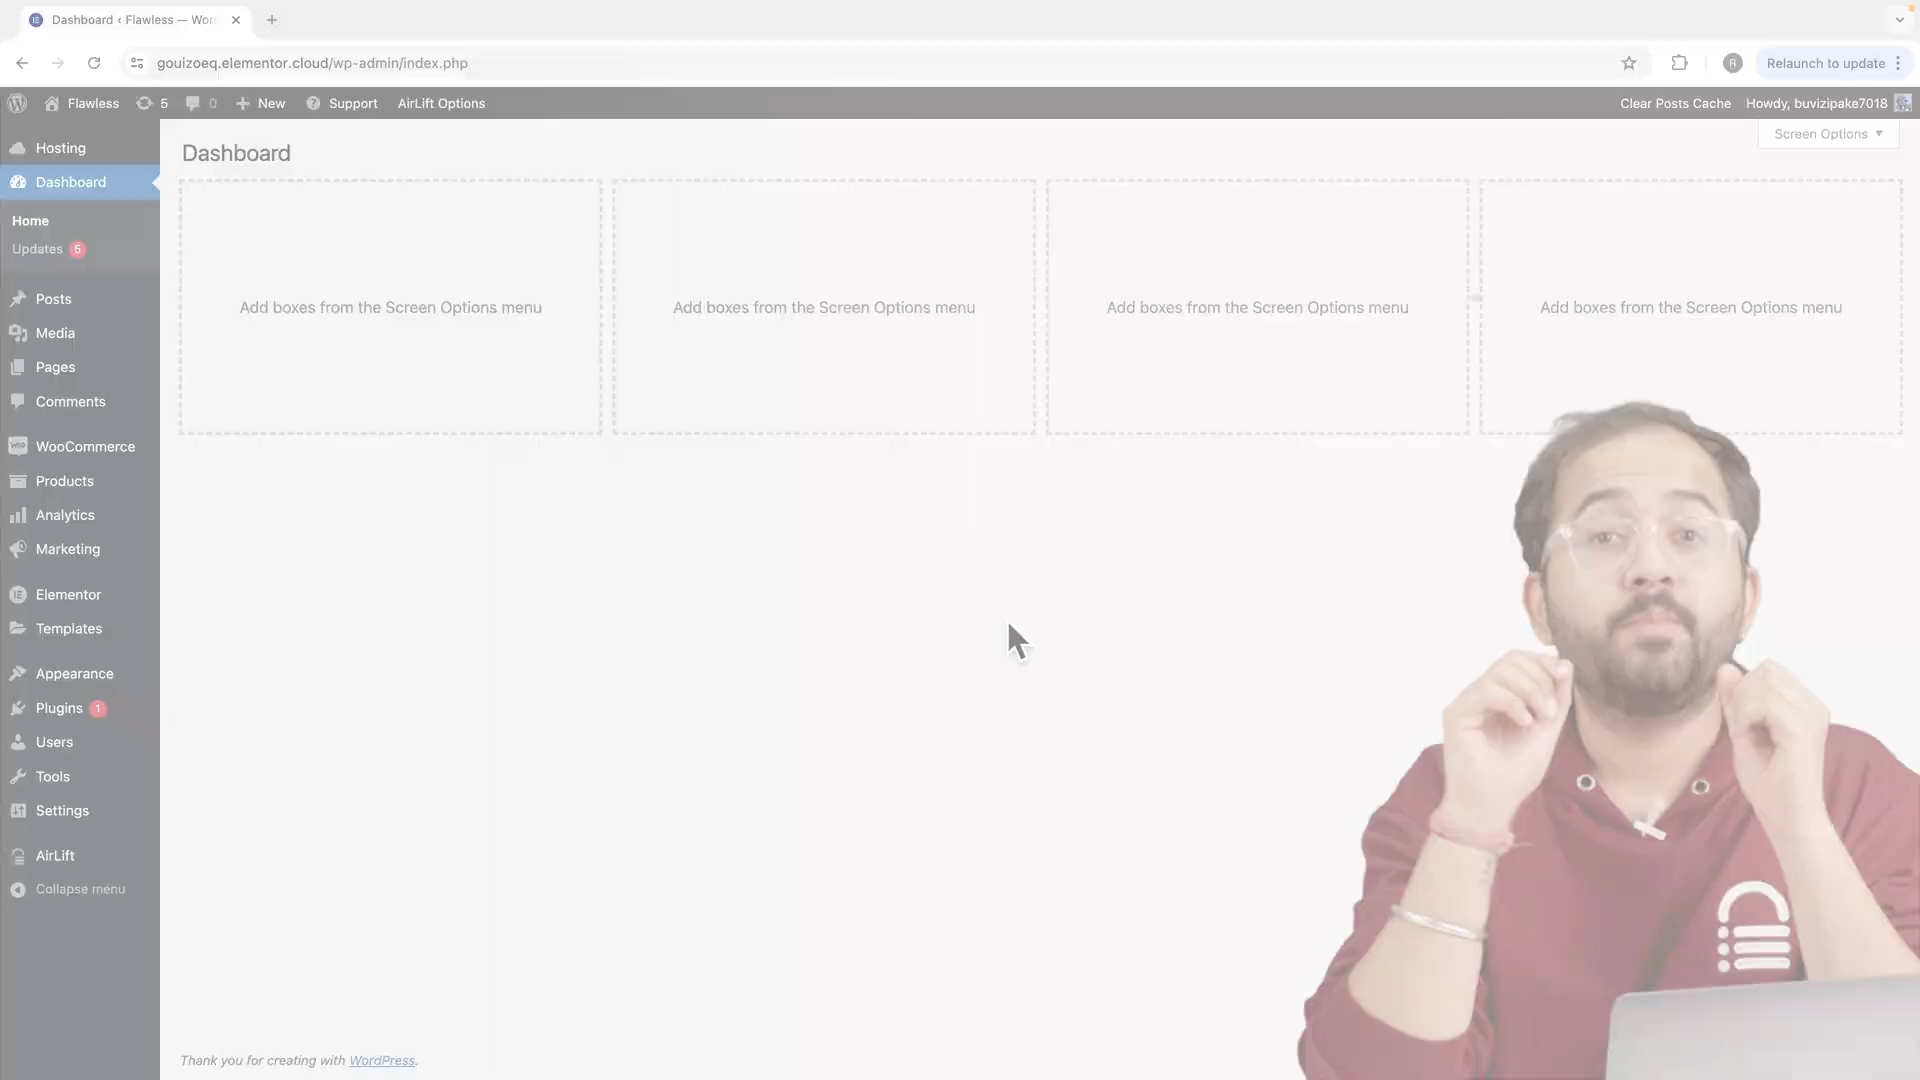 Dashboard ‹ Flawless — Wor
gouizoeq.elementor.cloud/wp-admin/index.php
R
Relaunch to update
Flawless
5
0
New
Support
AirLift Options
Clear Posts Cache
Howdy, buvizipake7018
Screen Options
Hosting
Dashboard
Home
Updates 5
Posts
Media
Pages
Comments
WooCommerce
Products
Analytics
Marketing
Elementor
Templates
Appearance
Plugins 1
Users
Tools
Settings
AirLift
Collapse menu
Dashboard
Add boxes from the Screen Options menu
Add boxes from the Screen Options menu
Add boxes from the Screen Options menu
Add boxes from the Screen Options menu
Thank you for creating with WordPress.